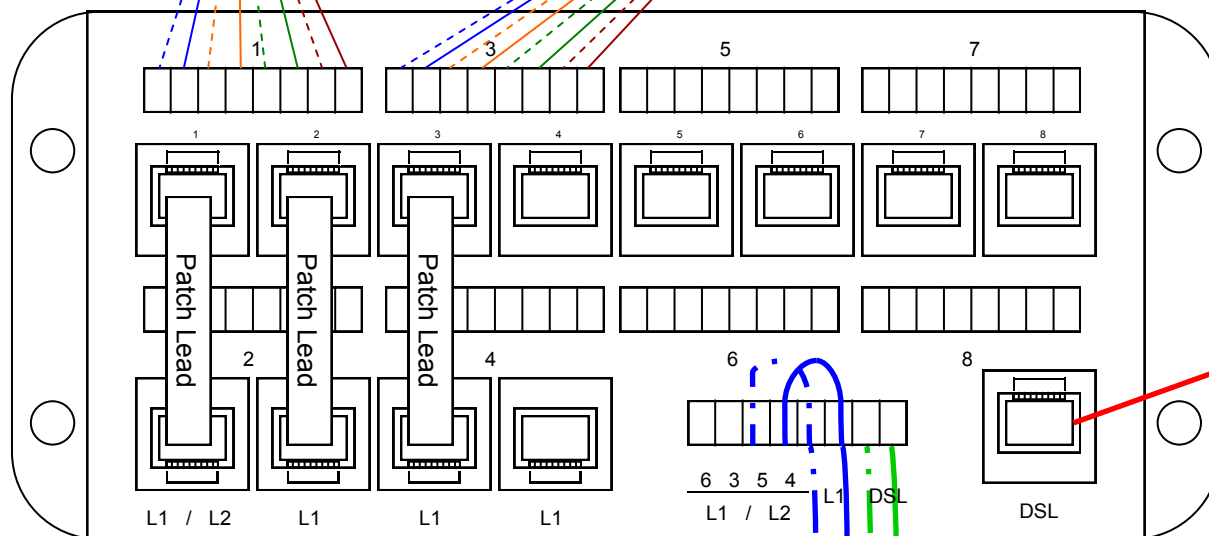 1 3 5 7
1 2 3 4 5 6 7 8
Patch Lead Patch Lead Patch Lead
2 4 6 8
6 3 5 4 L1 DSL
L1 / L2 L1 L1 L1 L1 / L2 DSL